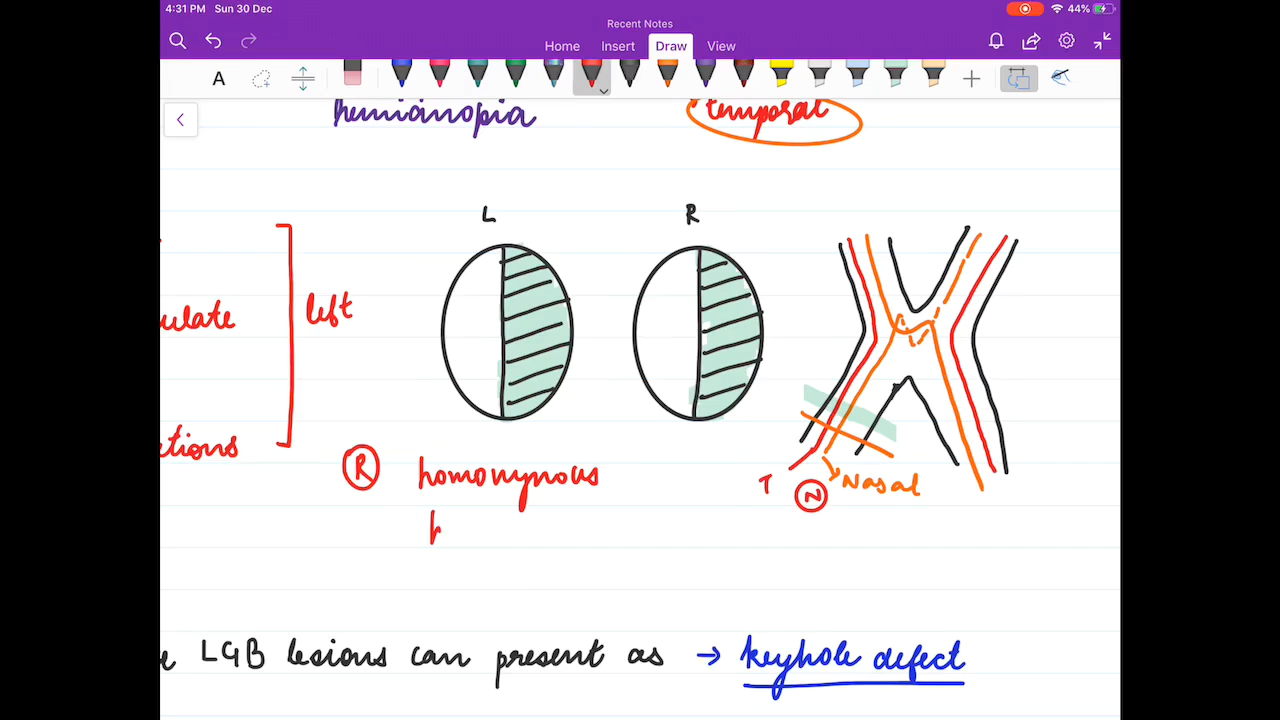 4:31 PM Sun 30 Dec
44%
Recent Notes
Home Insert Draw View
A
hemianopia
temporal
L R
ulate
left
tions
R homonynous
h
T N Nasal
LGB lesions can present as → keyhole defect